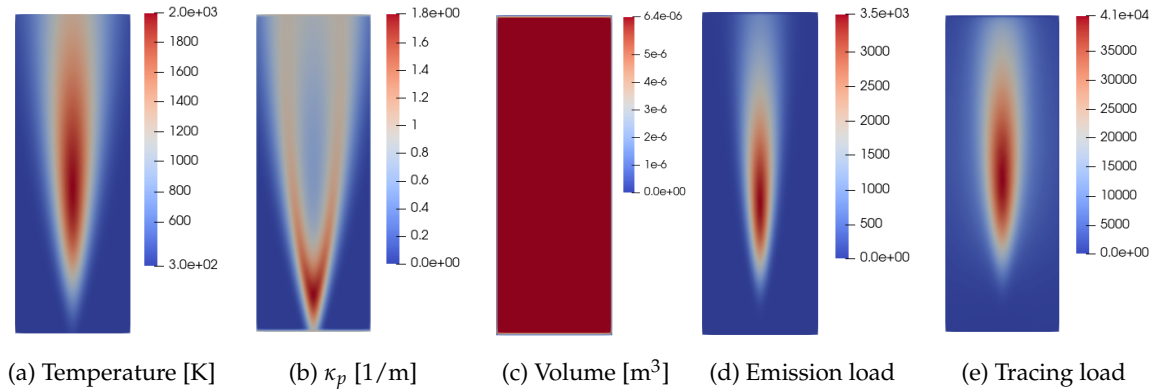 2.0e+03
1800
1600
1400
1200
1000
800
600
3.0e+02
1.8e+00
1.6
1.4
1.2
1
0.8
0.6
0.4
0.2
0.0e+00
6.4e-06
5e-6
4e-6
3e-6
2e-6
1e-6
0.0e+00
3.5e+03
3000
2500
2000
1500
1000
500
0.0e+00
4.1e+04
35000
30000
25000
20000
15000
10000
5000
0.0e+00
(a) Temperature [K]
(b) κₚ [1/m]
(c) Volume [m³]
(d) Emission load
(e) Tracing load